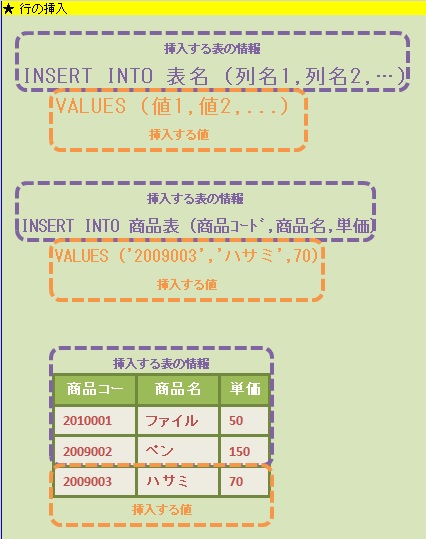 ★ 行の挿入
挿入する表の情報
INSERT INTO 表名 (列名1,列名2,…)
VALUES (値1,値2,...)
挿入する値
挿入する表の情報
INSERT INTO 商品表 (商品ｺｰﾄﾞ,商品名,単価)
VALUES ('2009003','ハサミ',70)
挿入する値
挿入する表の情報
商品コー 商品名 単価
2010001 ファイル 50
2009002 ペン 150
2009003 ハサミ 70
挿入する値